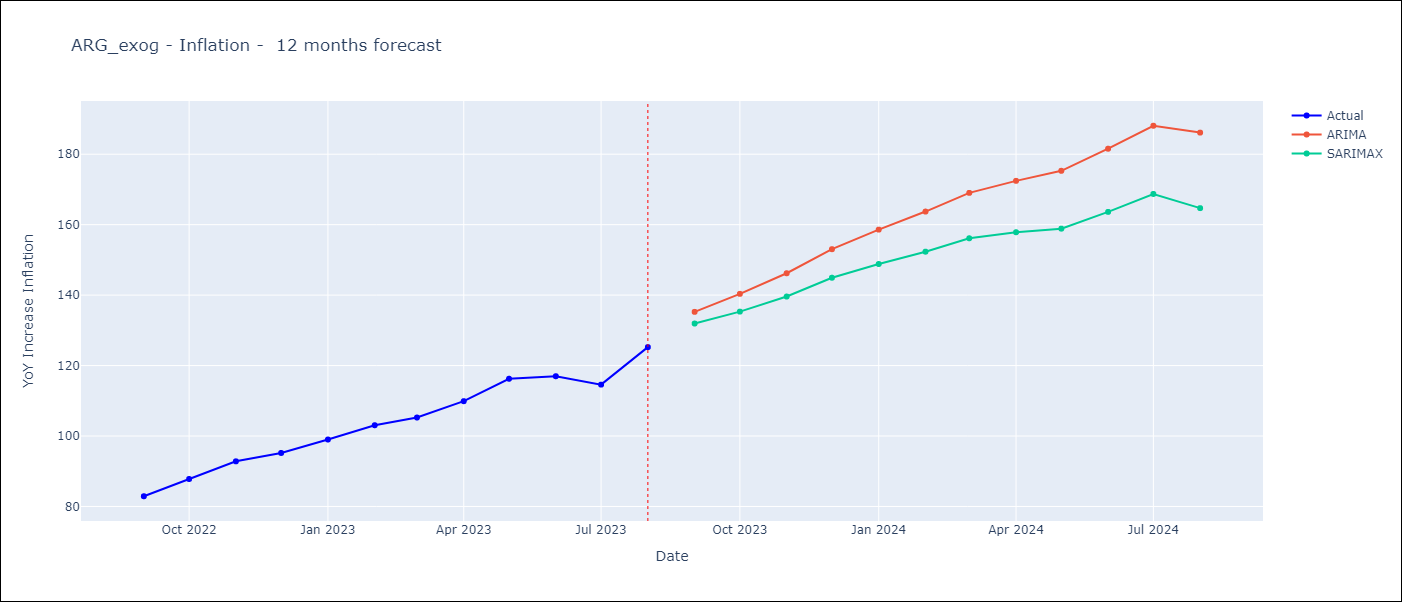 ARG_exog - Inflation -  12 months forecast
Actual
ARIMA
SARIMAX
YoY Increase Inflation
180
160
140
120
100
80
Oct 2022
Jan 2023
Apr 2023
Jul 2023
Oct 2023
Jan 2024
Apr 2024
Jul 2024
Date